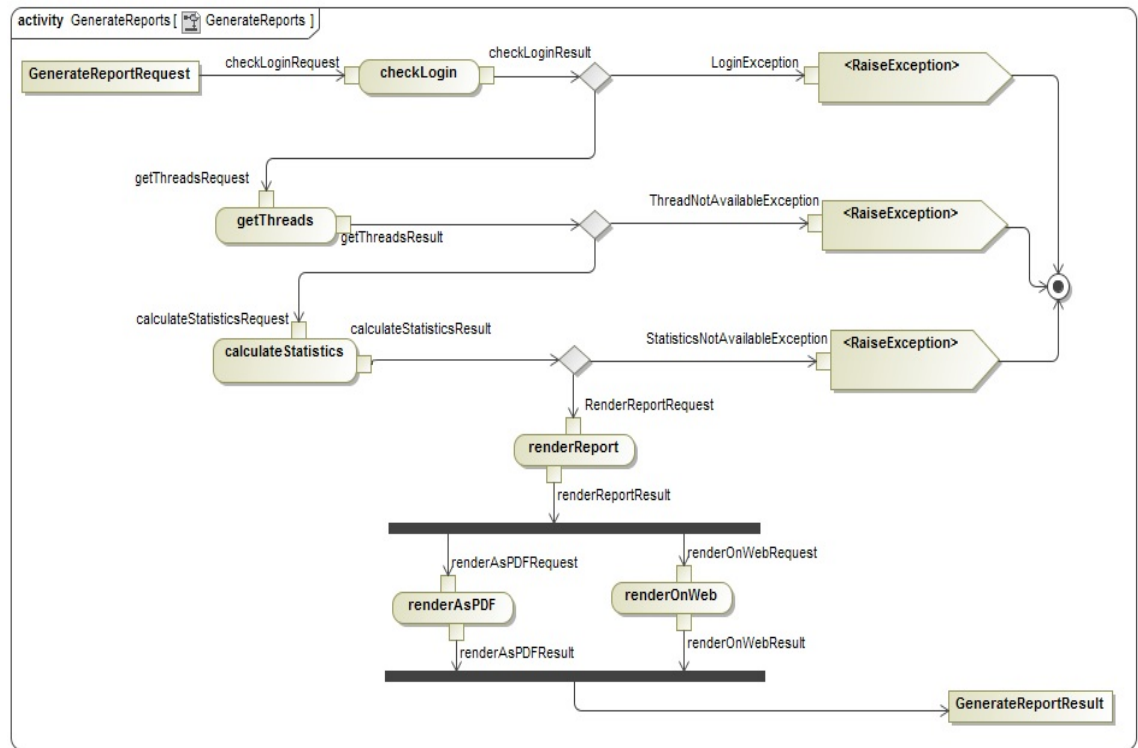 activity GenerateReports [ GenerateReports ]
GenerateReportRequest
checkLoginRequest
checkLogin
checkLoginResult
LoginException
<RaiseException>
getThreadsRequest
getThreads
getThreadsResult
ThreadNotAvailableException
<RaiseException>
calculateStatisticsRequest
calculateStatistics
calculateStatisticsResult
StatisticsNotAvailableException
<RaiseException>
RenderReportRequest
renderReport
renderReportResult
renderAsPDFRequest
renderOnWebRequest
renderAsPDF
renderOnWeb
renderAsPDFResult
renderOnWebResult
GenerateReportResult